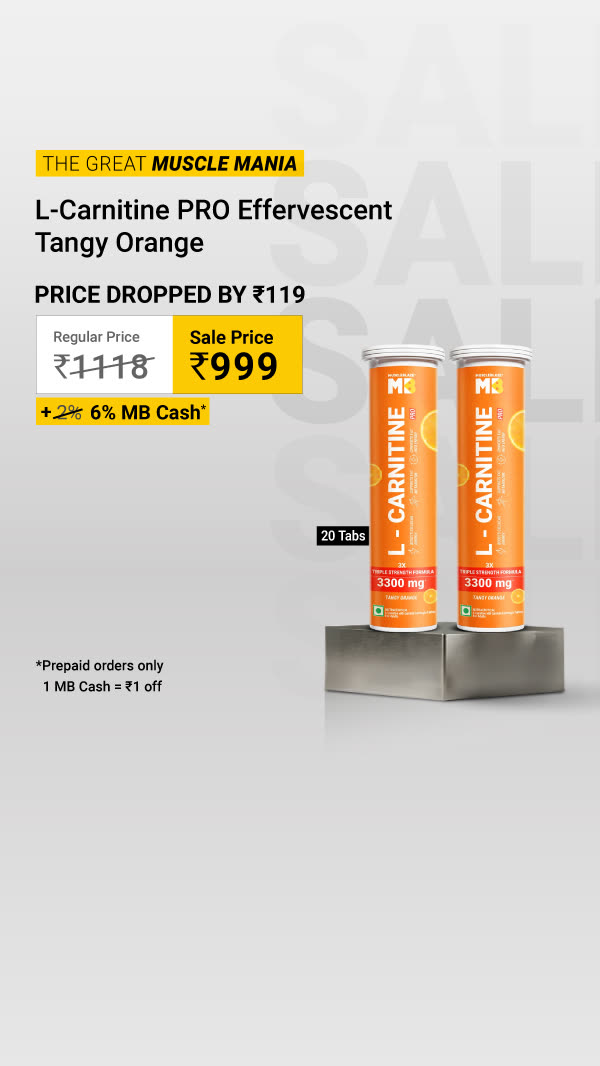 SALE
SALE
SALE
SALE
SALE
THE GREAT MUSCLE MANIA
L-Carnitine PRO Effervescent
Tangy Orange
PRICE DROPPED BY ₹119
Regular Price
₹1118
Sale Price
₹999
+ 2% 6% MB Cash*
20 Tabs
MUSCLEBLAZE
MB
L - CARNITINE PRO
3X
TRIPLE STRENGTH FORMULA
3300 mg
TANGY ORANGE
MUSCLEBLAZE
MB
L - CARNITINE PRO
3X
TRIPLE STRENGTH FORMULA
3300 mg
TANGY ORANGE
*Prepaid orders only
1 MB Cash = ₹1 off